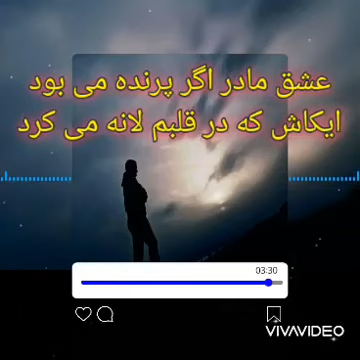 عشق مادر اگر پرنده می بود
ایکاش که در قلبم لانه می کرد
03:30
VIVAVIDEO